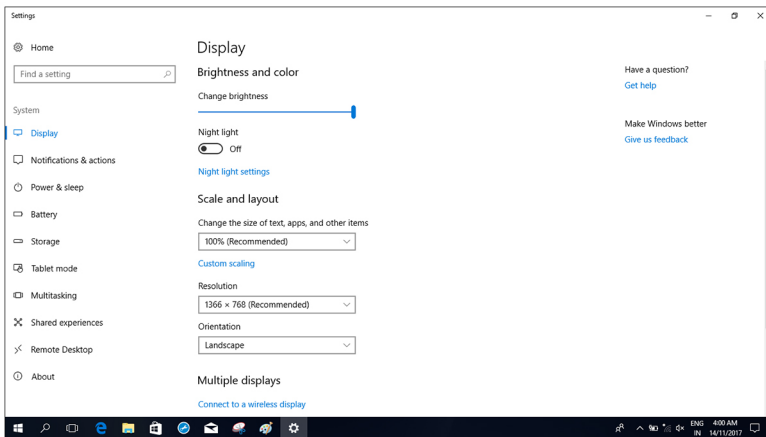 Settings
Home
Find a setting
System
Display
Notifications & actions
Power & sleep
Battery
Storage
Tablet mode
Multitasking
Shared experiences
Remote Desktop
About
Display
Brightness and color
Change brightness
Night light
Off
Night light settings
Scale and layout
Change the size of text, apps, and other items
100% (Recommended)
Custom scaling
Resolution
1366 × 768 (Recommended)
Orientation
Landscape
Multiple displays
Connect to a wireless display
Have a question?
Get help
Make Windows better
Give us feedback
ENG 4:00 AM
IN 14/11/2017